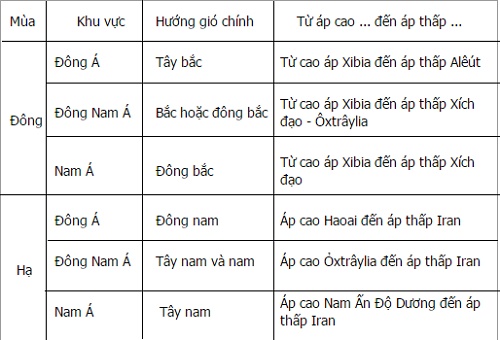 Mùa Khu vực Hướng gió chính Từ áp cao ... đến áp thấp ...
Đông
Đông Á Tây bắc Từ cao áp Xibia đến áp thấp Alêút
Đông Nam Á Bắc hoặc đông bắc Từ cao áp Xibia đến áp thấp Xích
đạo - Ôxtrâylia
Nam Á Đông bắc Từ cao áp Xibia đến áp thấp Xích
đạo
Hạ
Đông Á Đông nam Áp cao Haoai đến áp thấp Iran
Đông Nam Á Tây nam và nam Áp cao Ôxtrâylia đến áp thấp Iran
Nam Á Tây nam Áp cao Nam Ấn Độ Dương đến áp
thấp Iran